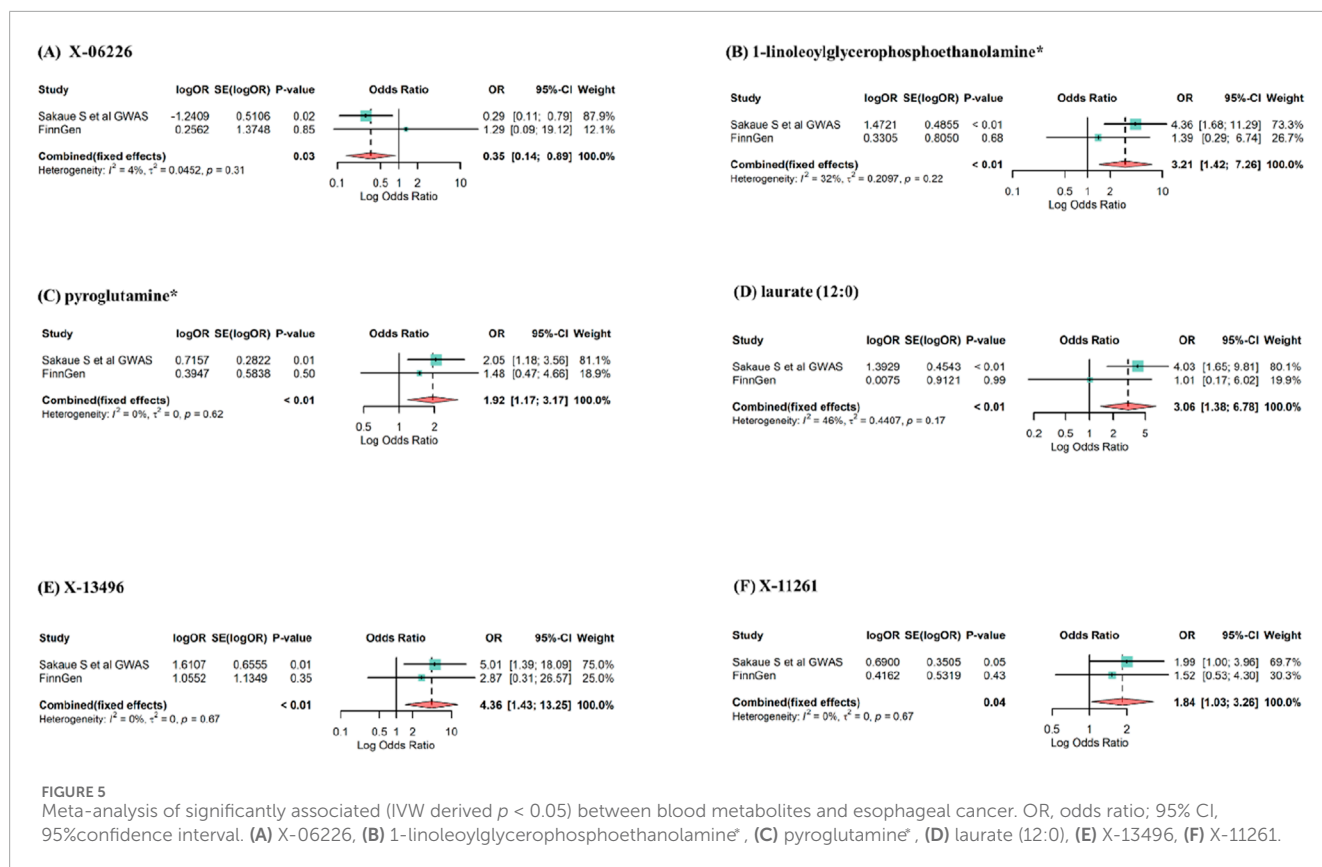 (A) X-06226
Study logOR SE(logOR) P-value Odds Ratio OR 95%-CI Weight
Sakaue S et al GWAS -1.2409 0.5106 0.02 0.29 [0.11; 0.79] 87.9%
FinnGen 0.2562 1.3748 0.85 1.29 [0.09; 19.12] 12.1%
Combined(fixed effects) 0.03 0.35 [0.14; 0.89] 100.0%
Heterogeneity: I² = 4%, τ² = 0.0452, p = 0.31
0.1 0.5 1 2 10
Log Odds Ratio
(B) 1-linoleoylglycerophosphoethanolamine*
Study logOR SE(logOR) P-value Odds Ratio OR 95%-CI Weight
Sakaue S et al GWAS 1.4721 0.4855 < 0.01 4.36 [1.68; 11.29] 73.3%
FinnGen 0.3305 0.8050 0.68 1.39 [0.29; 6.74] 26.7%
Combined(fixed effects) < 0.01 3.21 [1.42; 7.26] 100.0%
Heterogeneity: I² = 32%, τ² = 0.2097, p = 0.22
0.1 0.5 1 2 10
Log Odds Ratio
(C) pyroglutamine*
Study logOR SE(logOR) P-value Odds Ratio OR 95%-CI Weight
Sakaue S et al GWAS 0.7157 0.2822 0.01 2.05 [1.18; 3.56] 81.1%
FinnGen 0.3947 0.5838 0.50 1.48 [0.47; 4.66] 18.9%
Combined(fixed effects) < 0.01 1.92 [1.17; 3.17] 100.0%
Heterogeneity: I² = 0%, τ² = 0, p = 0.62
0.5 1 2
Log Odds Ratio
(D) laurate (12:0)
Study logOR SE(logOR) P-value Odds Ratio OR 95%-CI Weight
Sakaue S et al GWAS 1.3929 0.4543 < 0.01 4.03 [1.65; 9.81] 80.1%
FinnGen 0.0075 0.9121 0.99 1.01 [0.17; 6.02] 19.9%
Combined(fixed effects) < 0.01 3.06 [1.38; 6.78] 100.0%
Heterogeneity: I² = 46%, τ² = 0.4407, p = 0.17
0.2 0.5 1 2 5
Log Odds Ratio
(E) X-13496
Study logOR SE(logOR) P-value Odds Ratio OR 95%-CI Weight
Sakaue S et al GWAS 1.6107 0.6555 0.01 5.01 [1.39; 18.09] 75.0%
FinnGen 1.0552 1.1349 0.35 2.87 [0.31; 26.57] 25.0%
Combined(fixed effects) < 0.01 4.36 [1.43; 13.25] 100.0%
Heterogeneity: I² = 0%, τ² = 0, p = 0.67
0.1 0.5 1 2 10
Log Odds Ratio
(F) X-11261
Study logOR SE(logOR) P-value Odds Ratio OR 95%-CI Weight
Sakaue S et al GWAS 0.6900 0.3505 0.05 1.99 [1.00; 3.96] 69.7%
FinnGen 0.4162 0.5319 0.43 1.52 [0.53; 4.30] 30.3%
Combined(fixed effects) 0.04 1.84 [1.03; 3.26] 100.0%
Heterogeneity: I² = 0%, τ² = 0, p = 0.67
0.5 1 2
Log Odds Ratio
FIGURE 5
Meta-analysis of significantly associated (IVW derived p < 0.05) between blood metabolites and esophageal cancer. OR, odds ratio; 95% CI,
95%confidence interval. (A) X-06226, (B) 1-linoleoylglycerophosphoethanolamine*, (C) pyroglutamine*, (D) laurate (12:0), (E) X-13496, (F) X-11261.